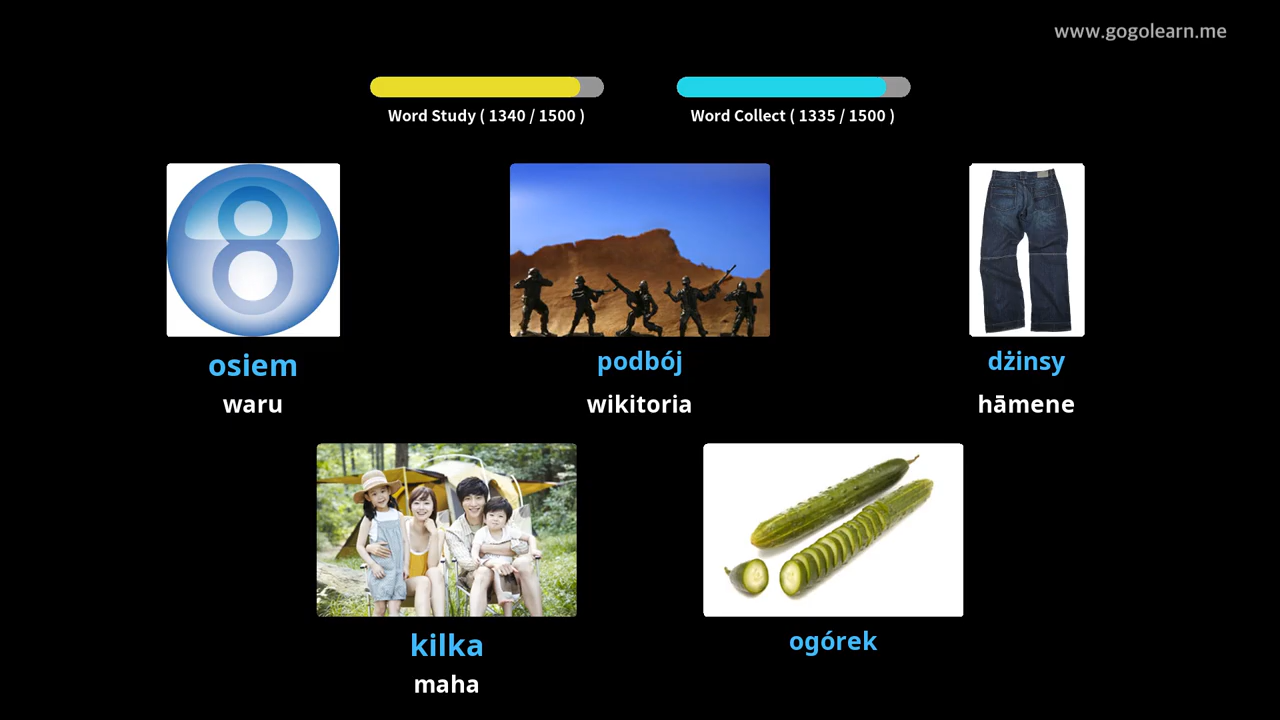 www.gogolearn.me
Word Study ( 1340 / 1500 )
Word Collect ( 1335 / 1500 )
8
osiem
waru
podbój
wikitoria
dżinsy
hāmene
kilka
maha
ogórek